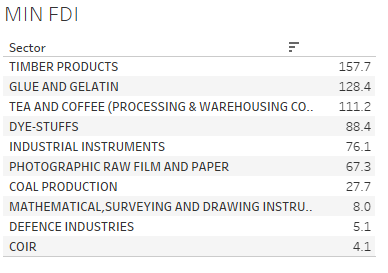 MIN FDI
Sector
TIMBER PRODUCTS 157.7
GLUE AND GELATIN 128.4
TEA AND COFFEE (PROCESSING & WAREHOUSING CO.. 111.2
DYE-STUFFS 88.4
INDUSTRIAL INSTRUMENTS 76.1
PHOTOGRAPHIC RAW FILM AND PAPER 67.3
COAL PRODUCTION 27.7
MATHEMATICAL,SURVEYING AND DRAWING INSTRU.. 8.0
DEFENCE INDUSTRIES 5.1
COIR 4.1